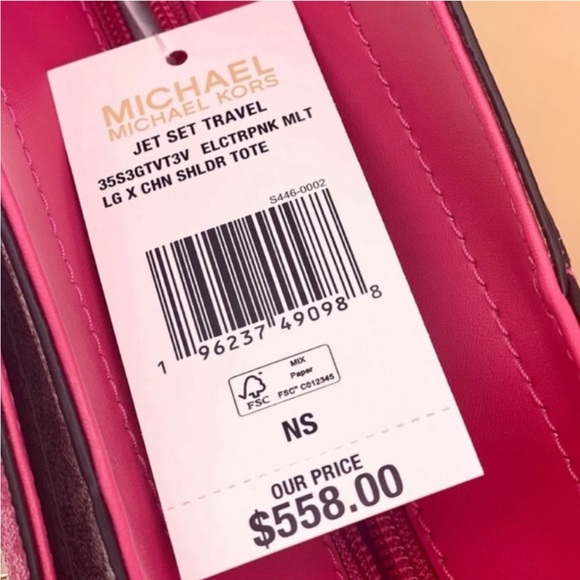 MICHAEL
MICHAEL KORS
JET SET TRAVEL
35S3GTVT3V ELCTRPNK MLT
LG X CHN SHLDR TOTE
S446-0002
1 96237 49098 8
FSC
MIX
Paper
FSC® C012345
NS
OUR PRICE
$558.00